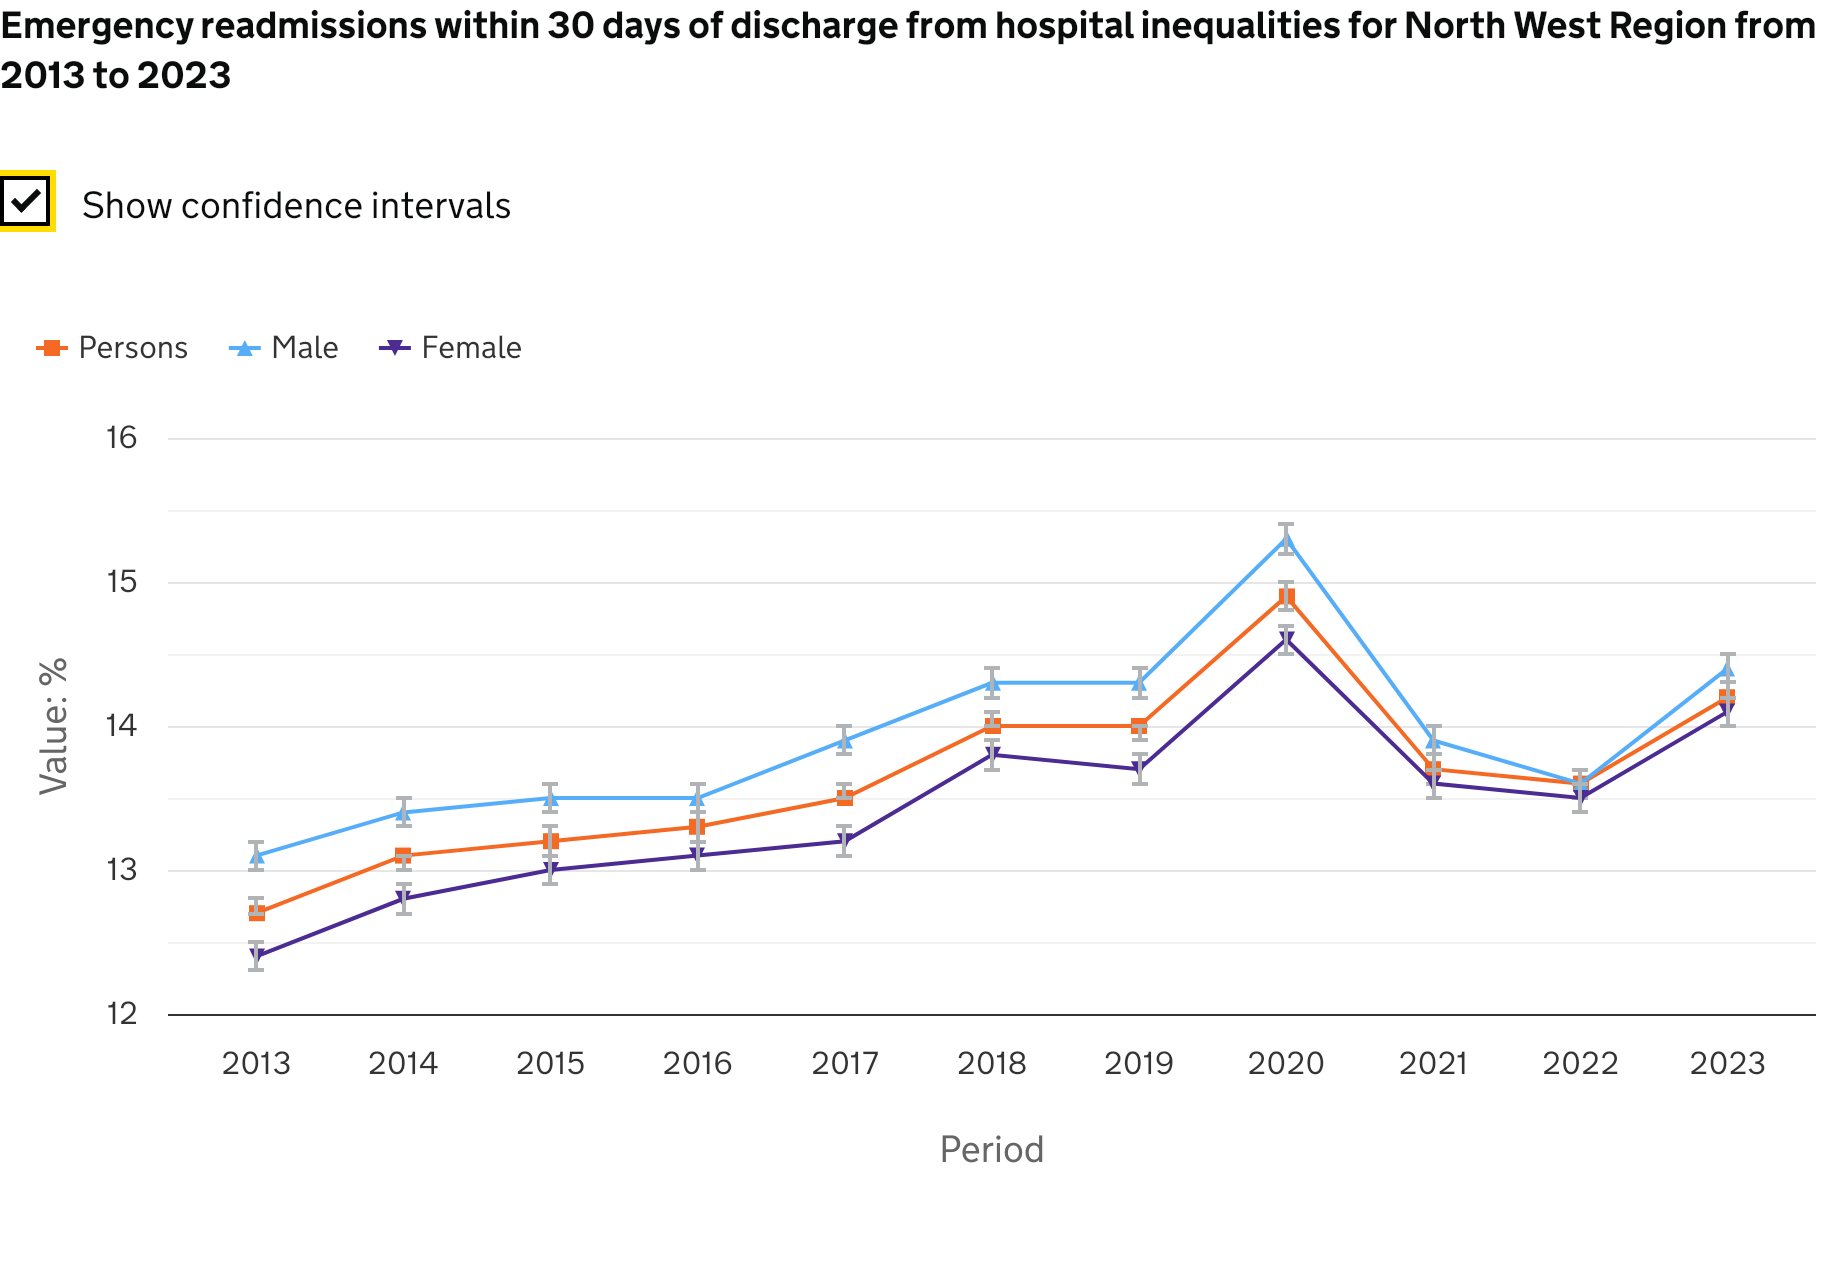 Emergency readmissions within 30 days of discharge from hospital inequalities for North West Region from
2013 to 2023
Show confidence intervals
Persons Male Female
16
15
14
13
12
Value: %
2013 2014 2015 2016 2017 2018 2019 2020 2021 2022 2023
Period